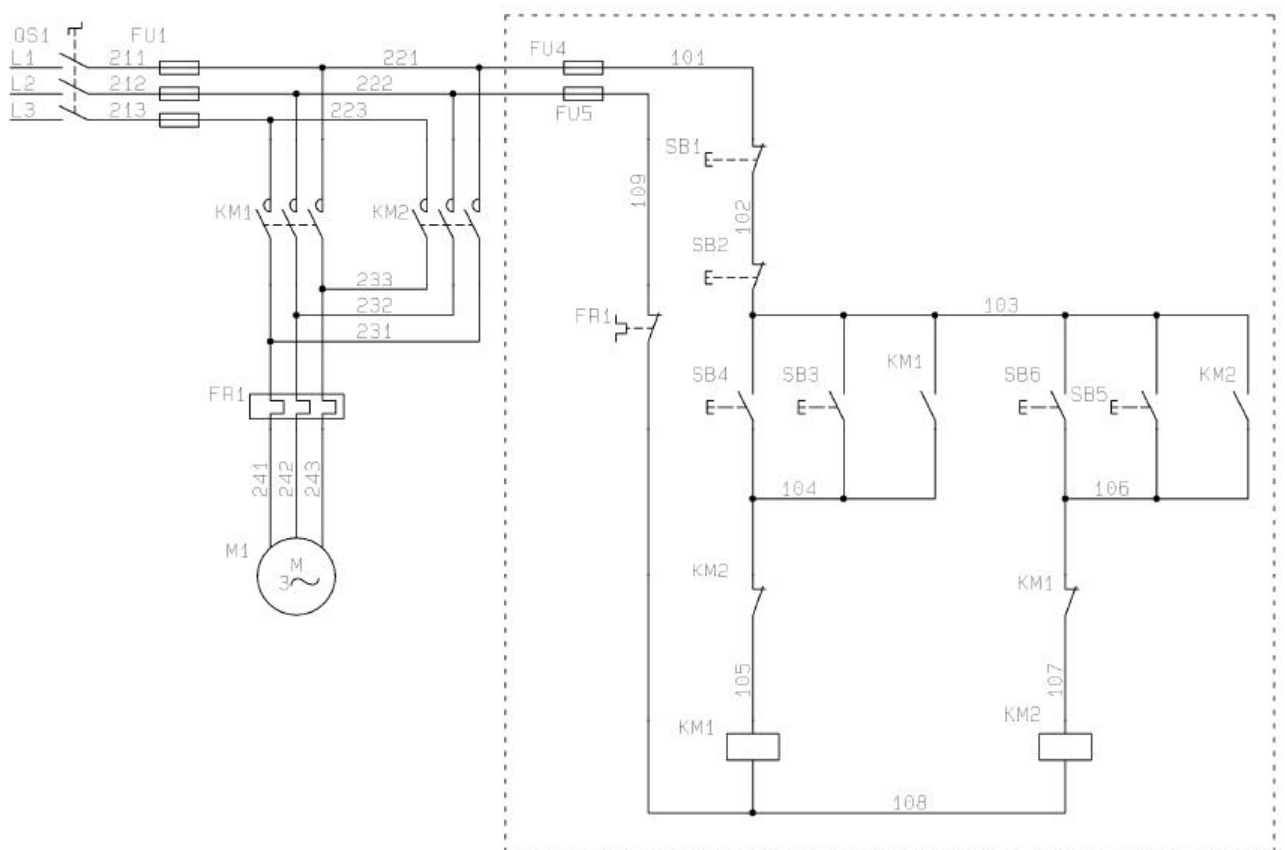 QS1 FU1
L1 211 221 FU4 101
L2 212 222
L3 213 223 FU5
SB1
109
KM1 KM2 102
SB2
233
232 FR1 103
231
FR1 SB4 SB3 KM1 SB6 SB5 KM2
241 242 243 104 106
M1 M
3
KM2 KM1
105 107
KM1 KM2
108